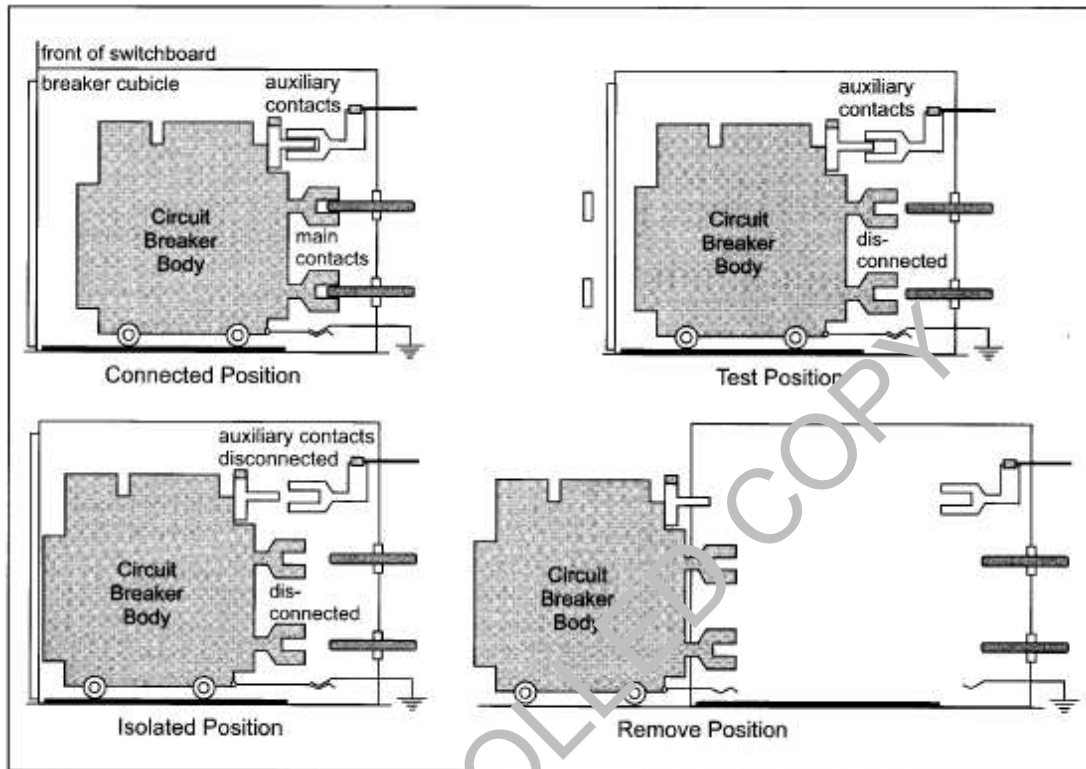 front of switchboard
breaker cubicle
auxiliary
contacts
Circuit
Breaker
Body
main
contacts
Connected Position
auxiliary
contacts
Circuit
Breaker
Body
dis-
connected
Test Position
auxiliary contacts
disconnected
Circuit
Breaker
Body
dis-
connected
Isolated Position
Circuit
Breaker
Body
Remove Position
OLLED COPY